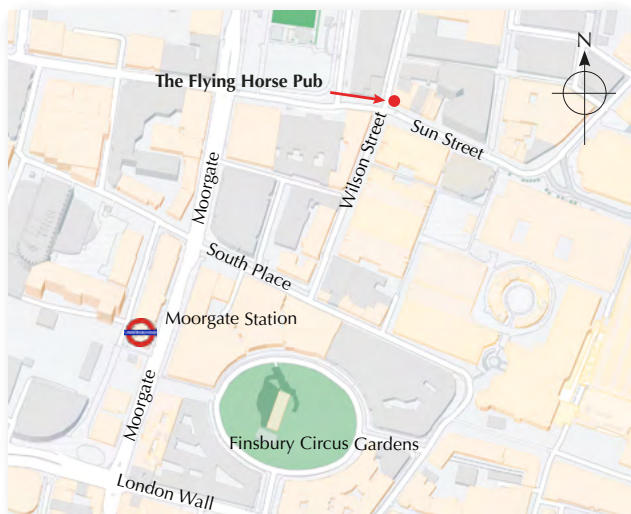 N
The Flying Horse Pub
Sun Street
Wilson Street
Moorgate
South Place
Moorgate Station
Moorgate
Finsbury Circus Gardens
London Wall